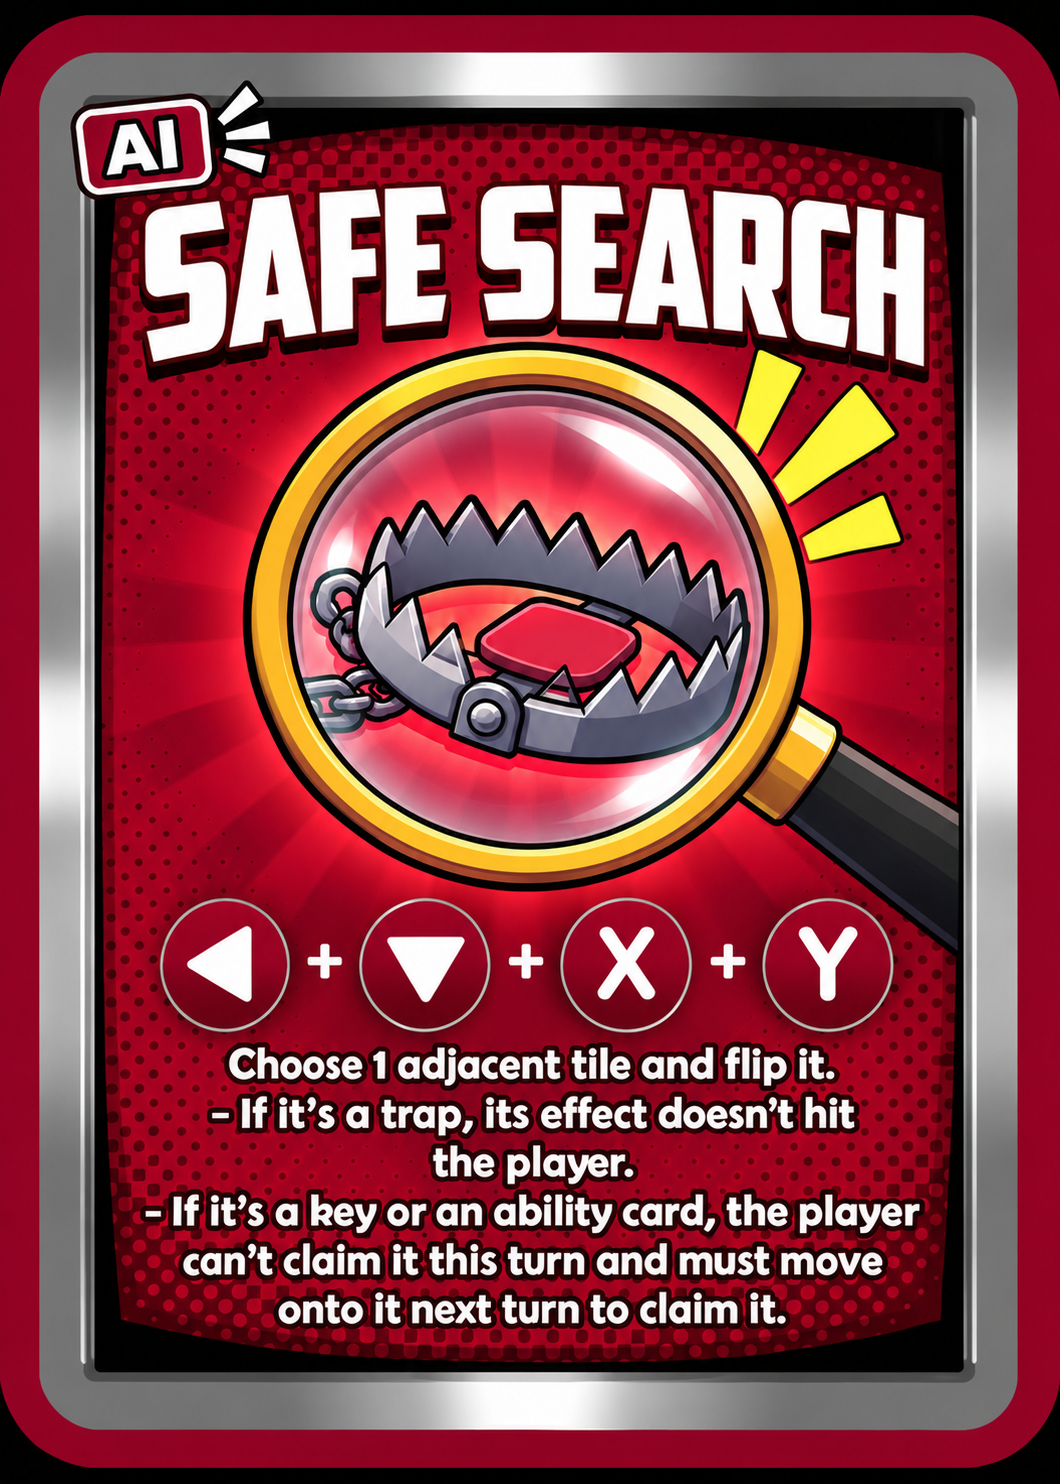 AI
SAFE SEARCH
◀ + ▼ + X + Y
Choose 1 adjacent tile and flip it.
– If it's a trap, its effect doesn't hit
the player.
– If it's a key or an ability card, the player
can't claim it this turn and must move
onto it next turn to claim it.